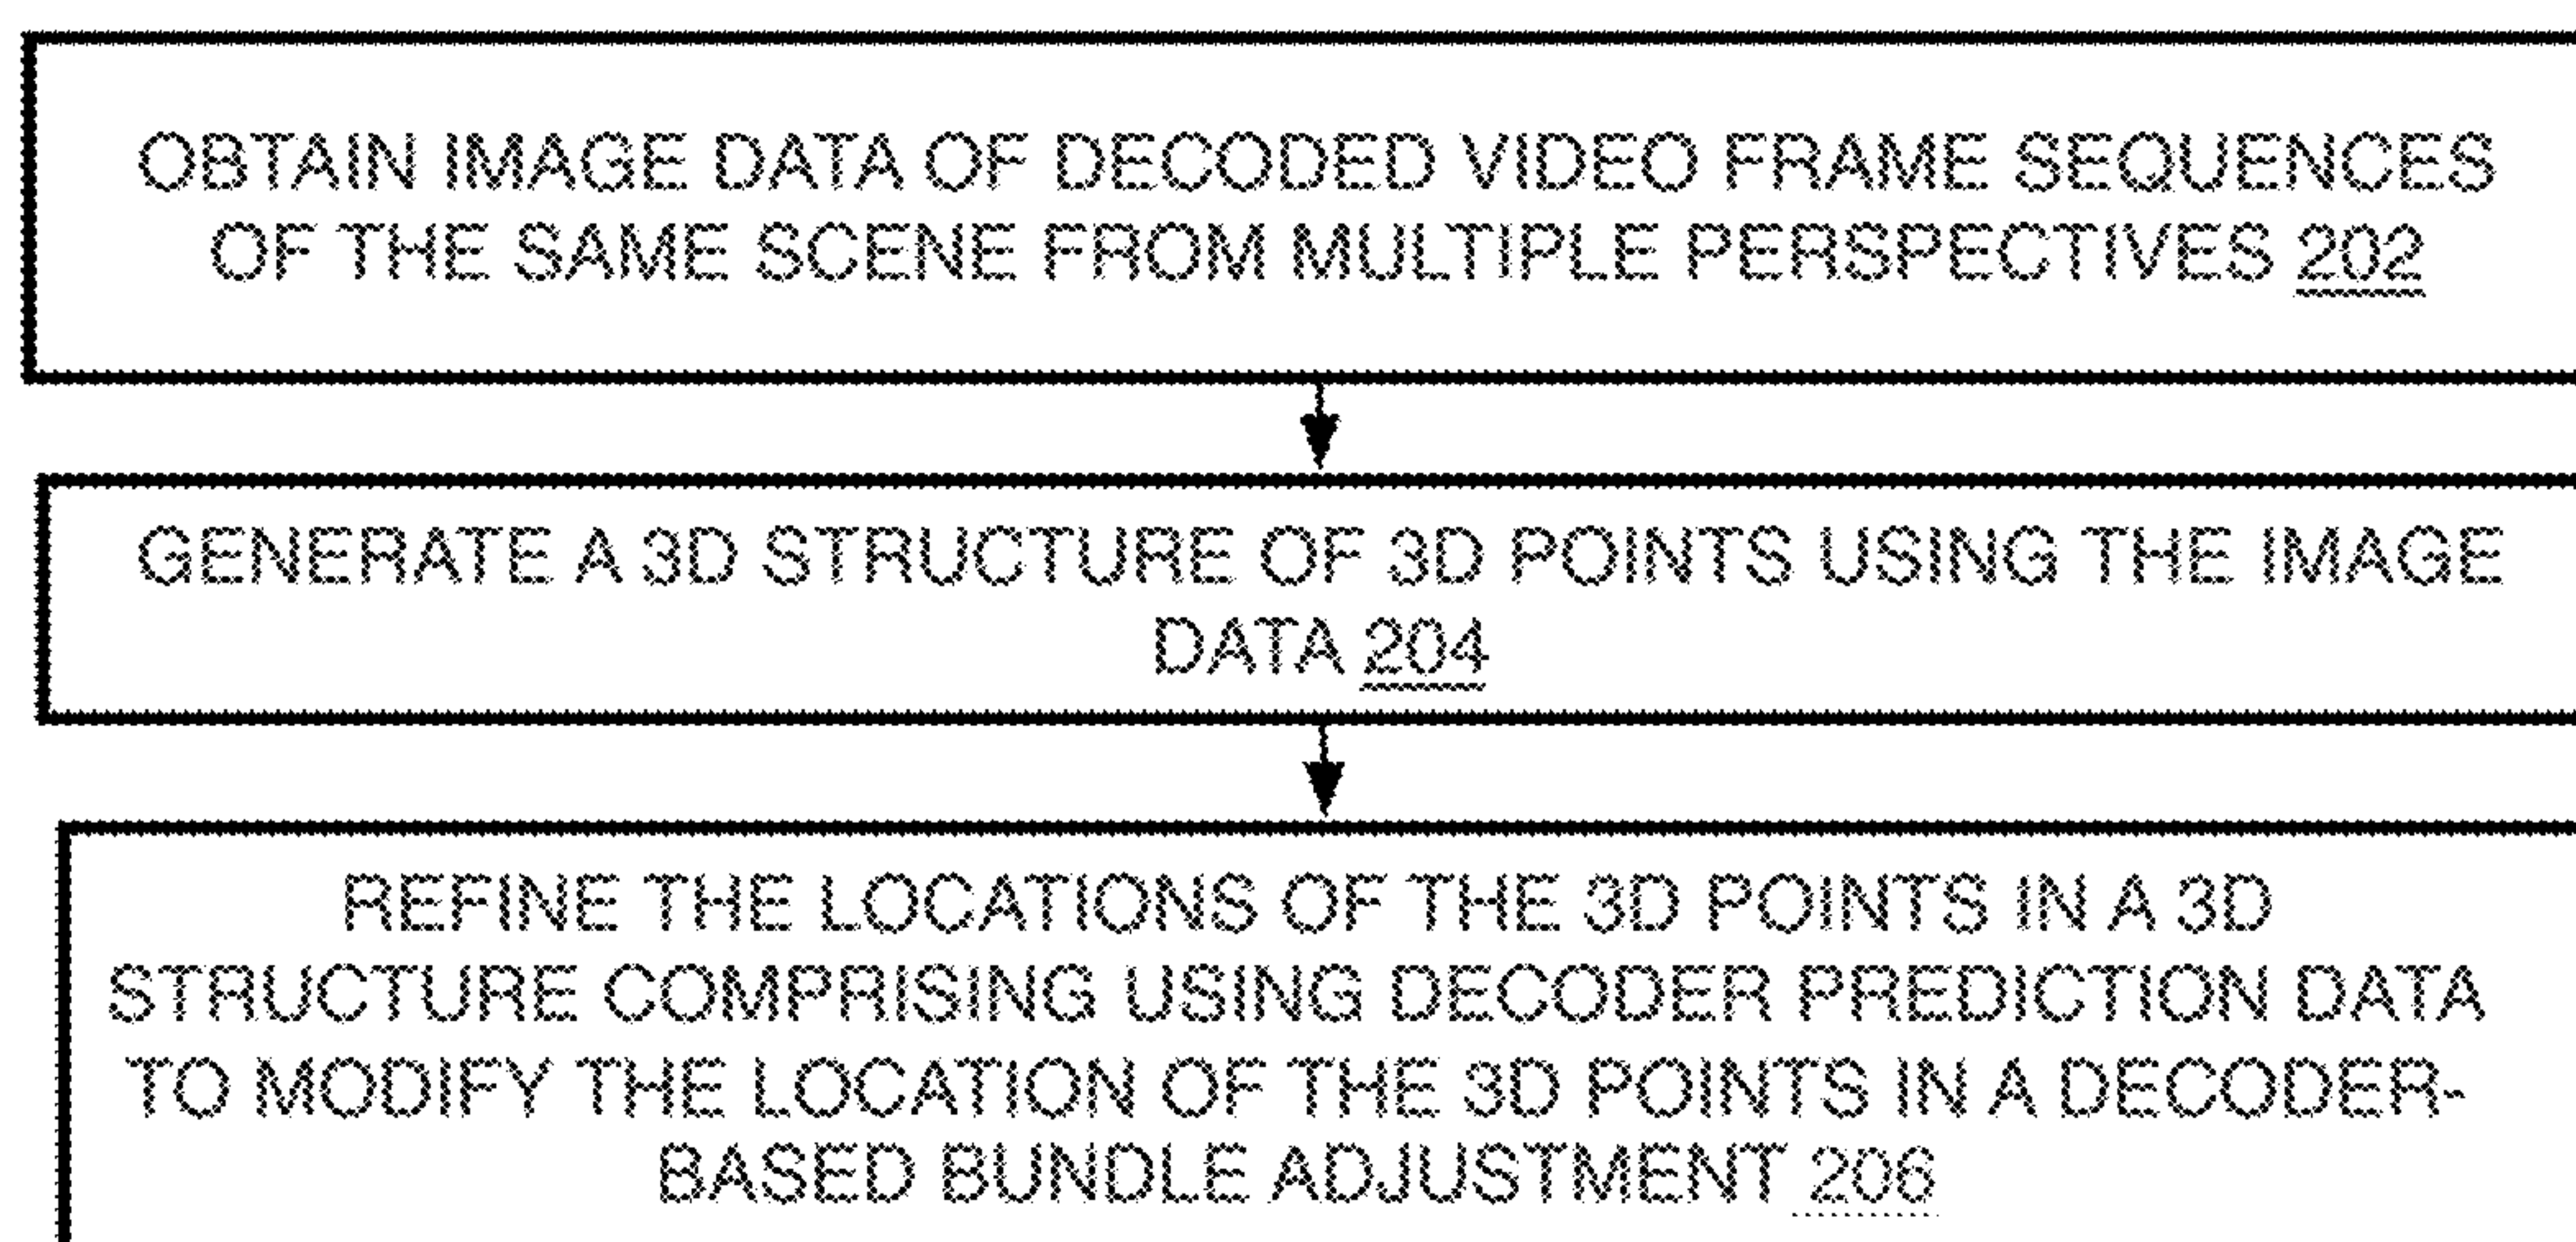 OBTAIN IMAGE DATA OF DECODED VIDEO FRAME SEQUENCES
OF THE SAME SCENE FROM MULTIPLE PERSPECTIVES 202
GENERATE A 3D STRUCTURE OF 3D POINTS USING THE IMAGE
DATA 204
REFINE THE LOCATIONS OF THE 3D POINTS IN A 3D
STRUCTURE COMPRISING USING DECODER PREDICTION DATA
TO MODIFY THE LOCATION OF THE 3D POINTS IN A DECODER-
BASED BUNDLE ADJUSTMENT 206